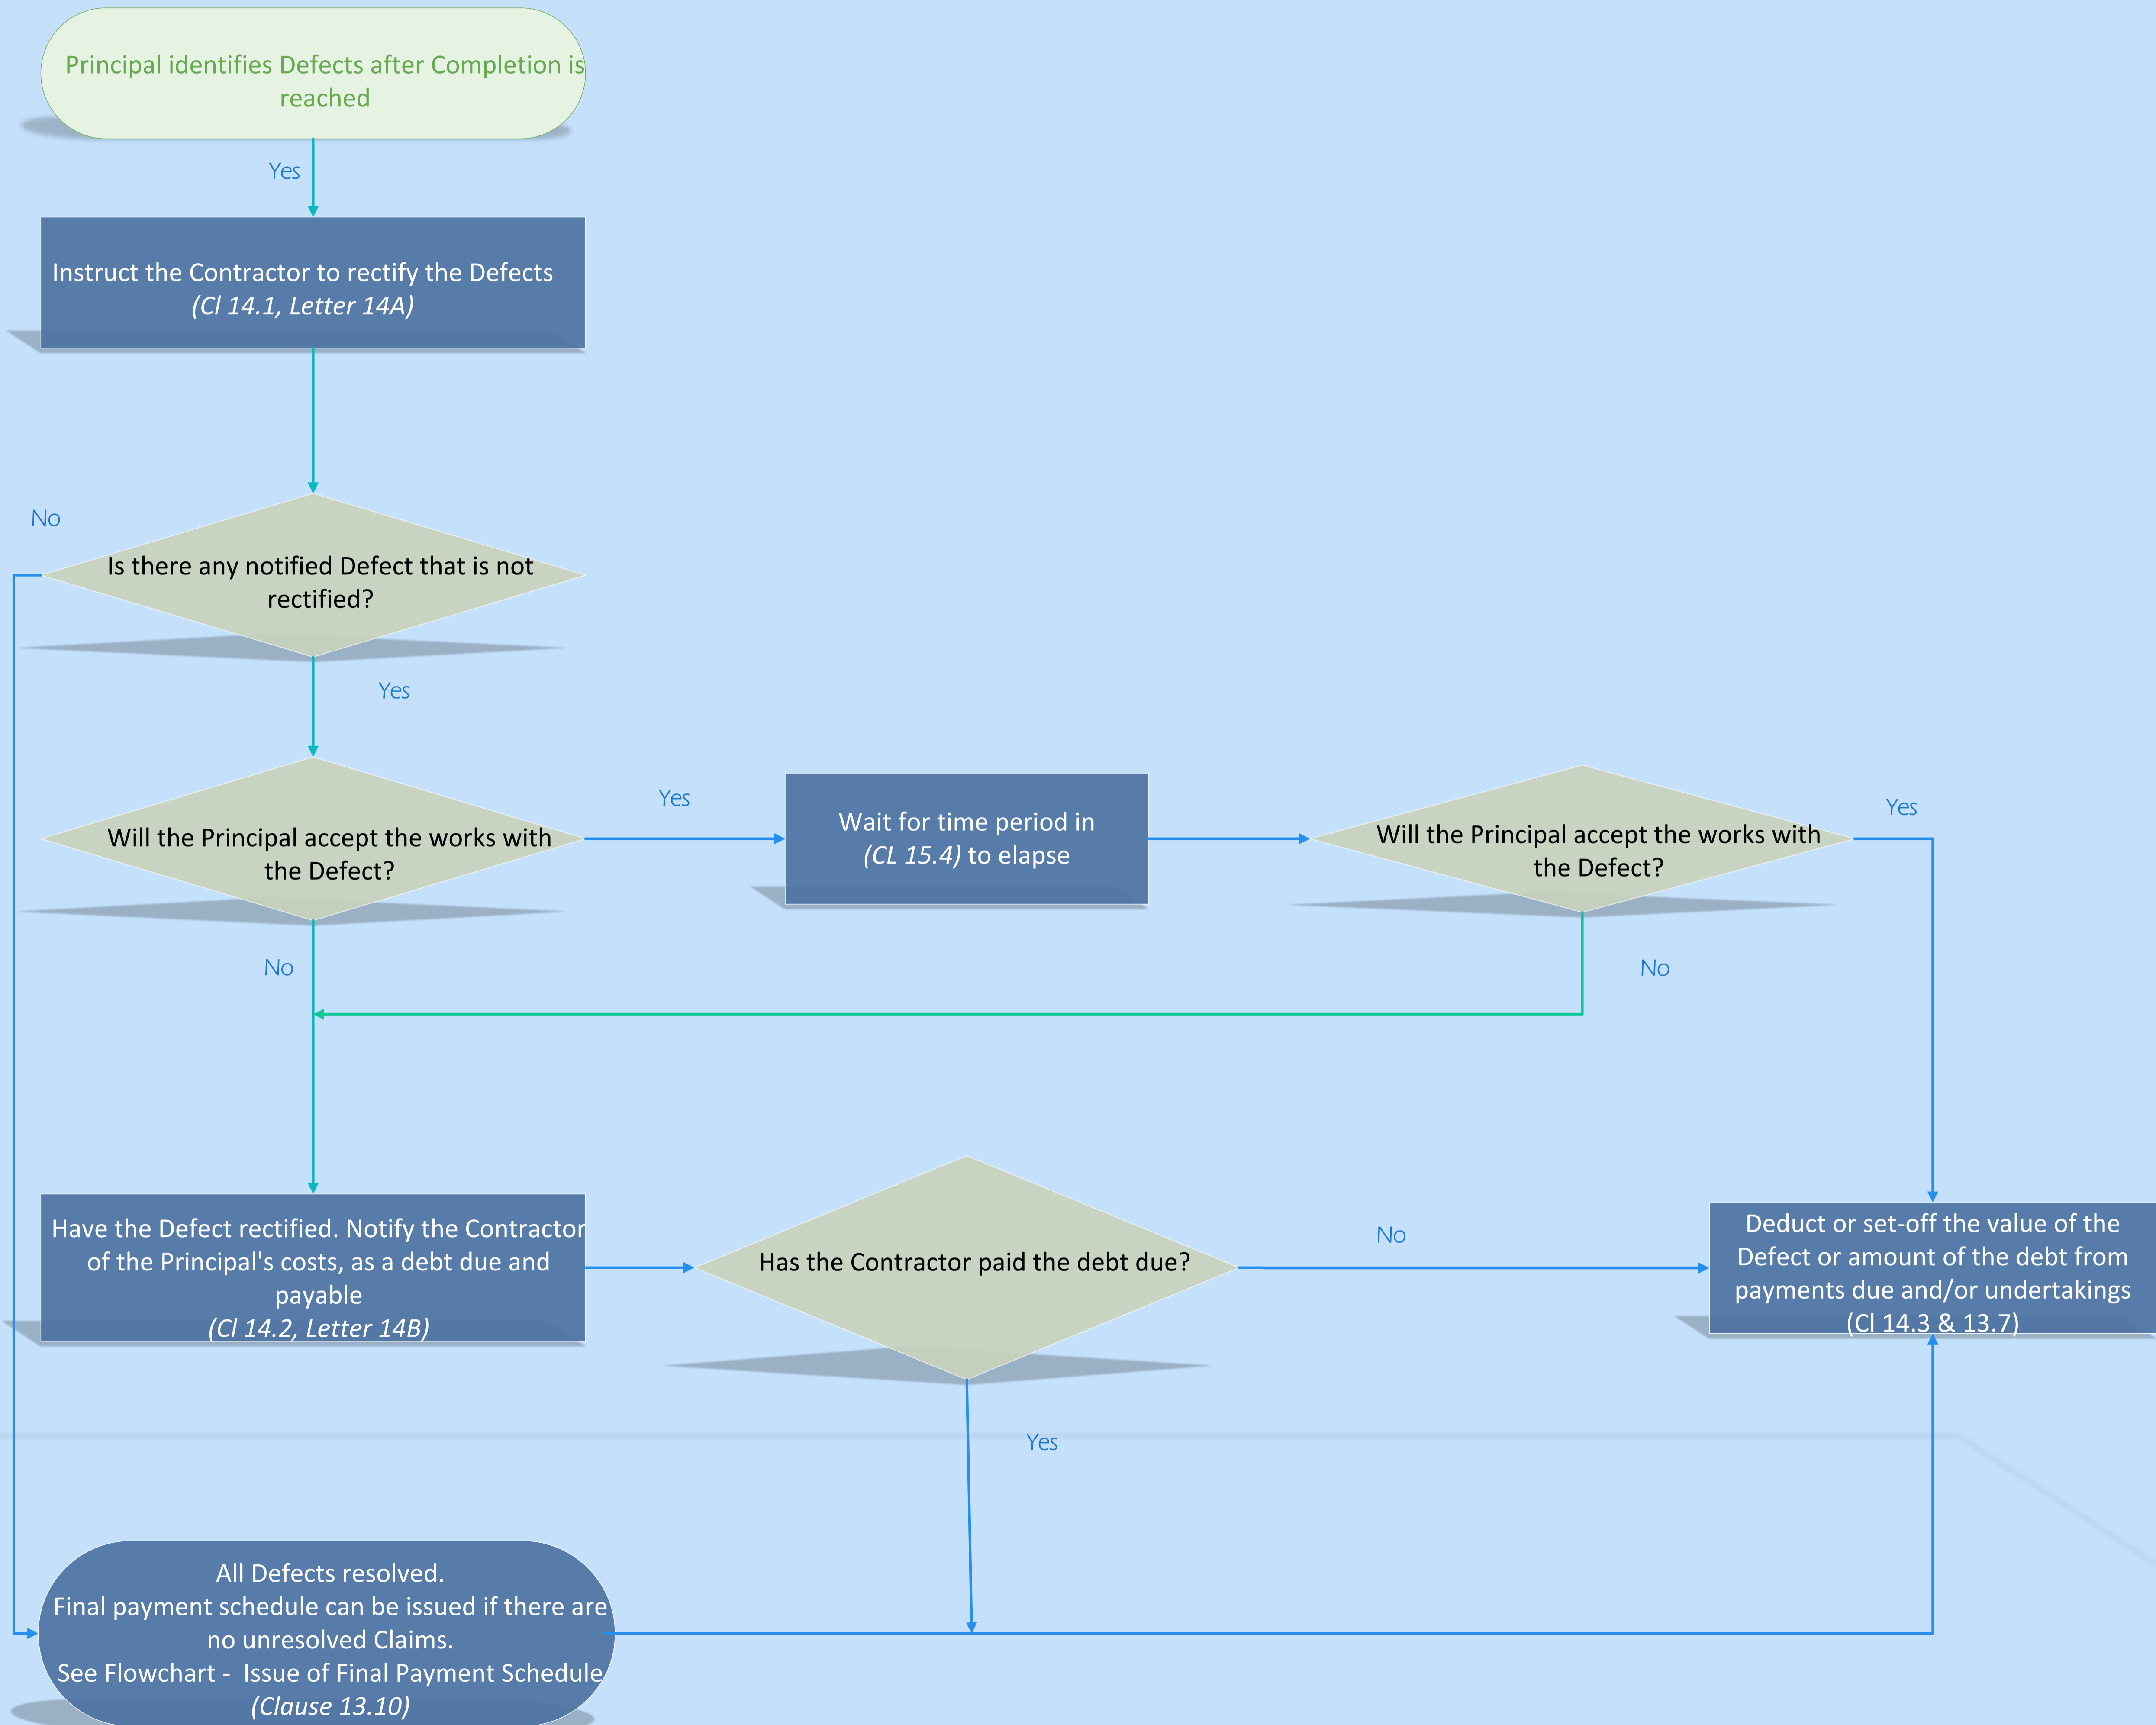 Principal identifies Defects after Completion is
reached
Yes
Instruct the Contractor to rectify the Defects
(Cl 14.1, Letter 14A)
No
Is there any notified Defect that is not
rectified?
Yes
Will the Principal accept the works with
the Defect?
Yes
Wait for time period in
(CL 15.4) to elapse
Will the Principal accept the works with
the Defect?
Yes
No
No
Have the Defect rectified. Notify the Contractor
of the Principal's costs, as a debt due and
payable
(Cl 14.2, Letter 14B)
Has the Contractor paid the debt due?
No
Deduct or set-off the value of the
Defect or amount of the debt from
payments due and/or undertakings
(Cl 14.3 & 13.7)
Yes
All Defects resolved.
Final payment schedule can be issued if there are
no unresolved Claims.
See Flowchart - Issue of Final Payment Schedule
(Clause 13.10)